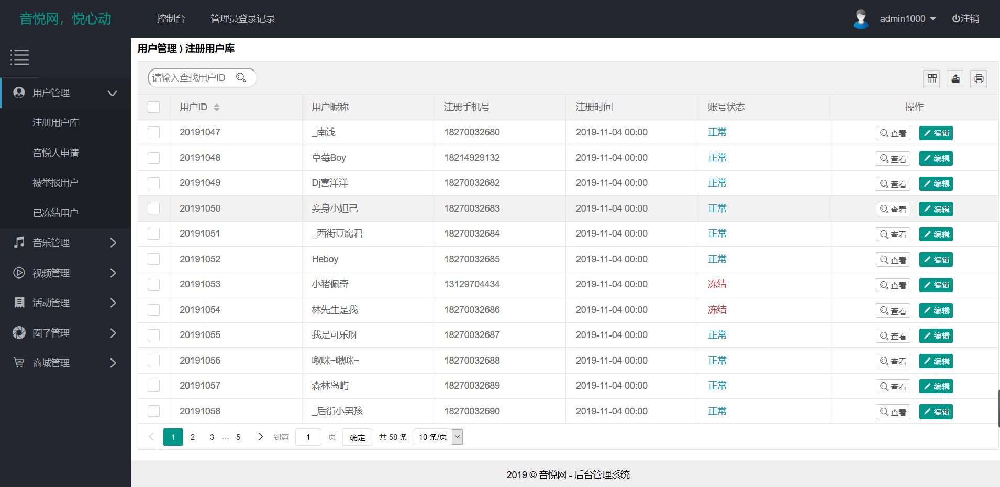 音悦网，悦心动 控制台 管理员登录记录 admin1000 注销
用户管理 ⟩ 注册用户库
用户管理
注册用户库
音悦人申请
被举报用户
已冻结用户
音乐管理
视频管理
活动管理
圈子管理
商城管理
请输入查找用户ID
用户ID 用户昵称 注册手机号 注册时间 账号状态 操作
20191047 _南浅 18270032680 2019-11-04 00:00 正常 查看 编辑
20191048 草莓Boy 18214929132 2019-11-04 00:00 正常 查看 编辑
20191049 Dj喜洋洋 18270032682 2019-11-04 00:00 正常 查看 编辑
20191050 妾身小妲己 18270032683 2019-11-04 00:00 正常 查看 编辑
20191051 _西街豆腐君 18270032684 2019-11-04 00:00 正常 查看 编辑
20191052 Heboy 18270032685 2019-11-04 00:00 正常 查看 编辑
20191053 小猪佩奇 13129704434 2019-11-04 00:00 冻结 查看 编辑
20191054 林先生是我 18270032686 2019-11-04 00:00 冻结 查看 编辑
20191055 我是可乐呀 18270032687 2019-11-04 00:00 正常 查看 编辑
20191056 啾咪~啾咪~ 18270032688 2019-11-04 00:00 正常 查看 编辑
20191057 森林岛屿 18270032689 2019-11-04 00:00 正常 查看 编辑
20191058 _后街小男孩 18270032690 2019-11-04 00:00 正常 查看 编辑
1 2 3 … 5 到第 1 页 确定 共 58 条 10 条/页
2019 © 音悦网 - 后台管理系统